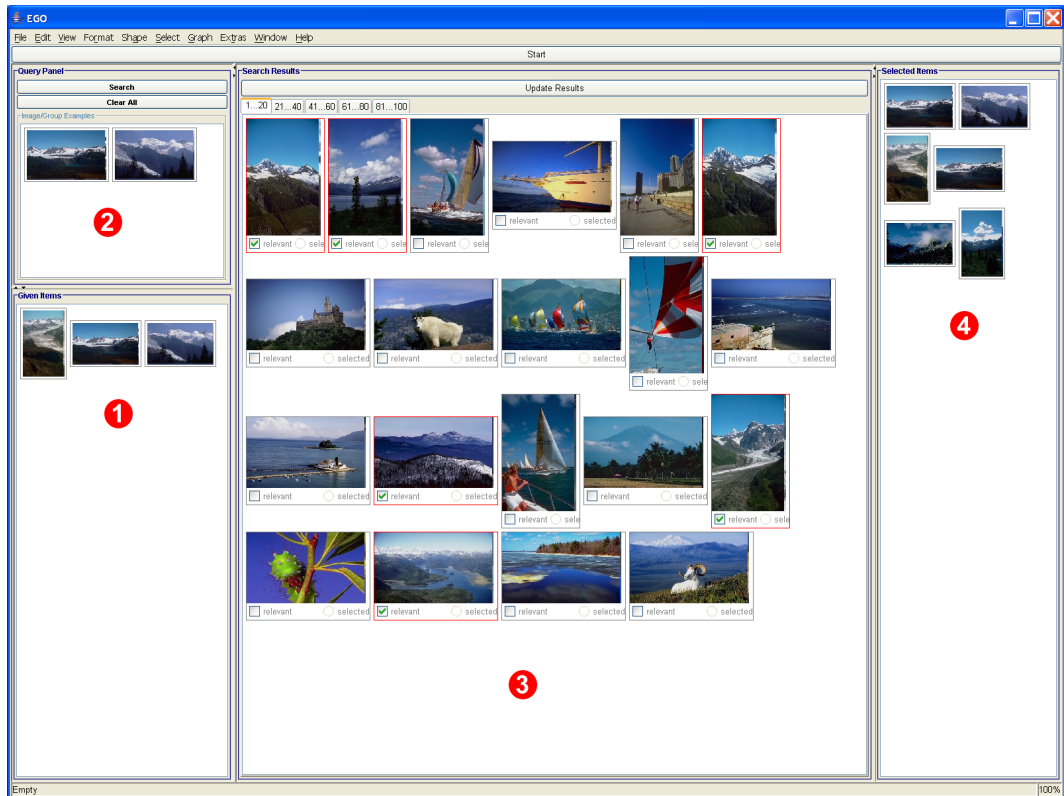 EGO
File Edit View Format Shape Select Graph Extras Window Help
Start
Query Panel
Search
Clear All
Image/Group Examples
2
Given Items
1
Search Results
Update Results
1...20 21...40 41...60 61...80 81...100
relevant sele relevant sele relevant sele relevant selected relevant sele relevant sele
relevant selected relevant selected relevant selected relevant sele relevant selected
relevant selected relevant selected relevant sele relevant selected relevant sele
relevant selected relevant selected relevant selected relevant selected
3
Selected Items
4
Empty 100%